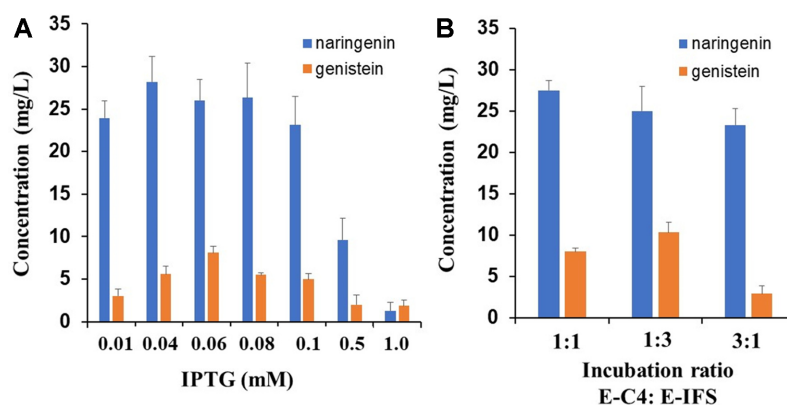 A
35
30
25
20
15
10
5
0
Concentration (mg/L)
naringenin
genistein
0.01 0.04 0.06 0.08 0.1 0.5 1.0
IPTG (mM)
B
35
30
25
20
15
10
5
0
Concentration (mg/L)
naringenin
genistein
1:1 1:3 3:1
Incubation ratio
E-C4: E-IFS